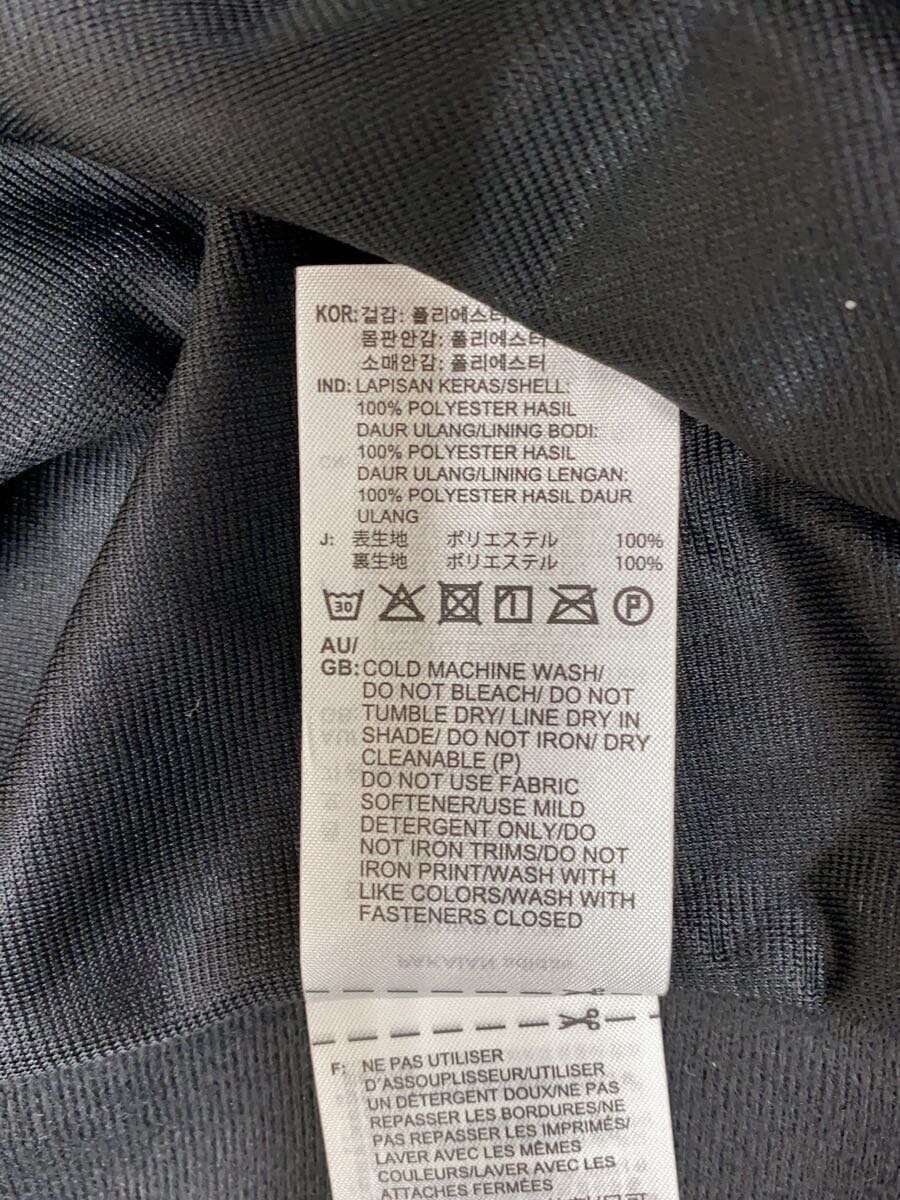 KOR: 겉감: 폴리에스터
몸판안감: 폴리에스터
소매안감: 폴리에스터
IND: LAPISAN KERAS/SHELL:
100% POLYESTER HASIL
DAUR ULANG/LINING BODI:
100% POLYESTER HASIL
DAUR ULANG/LINING LENGAN:
100% POLYESTER HASIL DAUR
ULANG
J: 表生地 ポリエステル 100%
裏生地 ポリエステル 100%
30 1 P
AU/
GB: COLD MACHINE WASH/
DO NOT BLEACH/ DO NOT
TUMBLE DRY/ LINE DRY IN
SHADE/ DO NOT IRON/ DRY
CLEANABLE (P)
DO NOT USE FABRIC
SOFTENER/USE MILD
DETERGENT ONLY/DO
NOT IRON TRIMS/DO NOT
IRON PRINT/WASH WITH
LIKE COLORS/WASH WITH
FASTENERS CLOSED
F: NE PAS UTILISER
D'ASSOUPLISSEUR/UTILISER
UN DETERGENT DOUX/NE PAS
REPASSER LES BORDURES/NE
PAS REPASSER LES IMPRIMÉS/
LAVER AVEC LES MÊMES
COULEURS/LAVER AVEC LES
ATTACHES FERMÉES